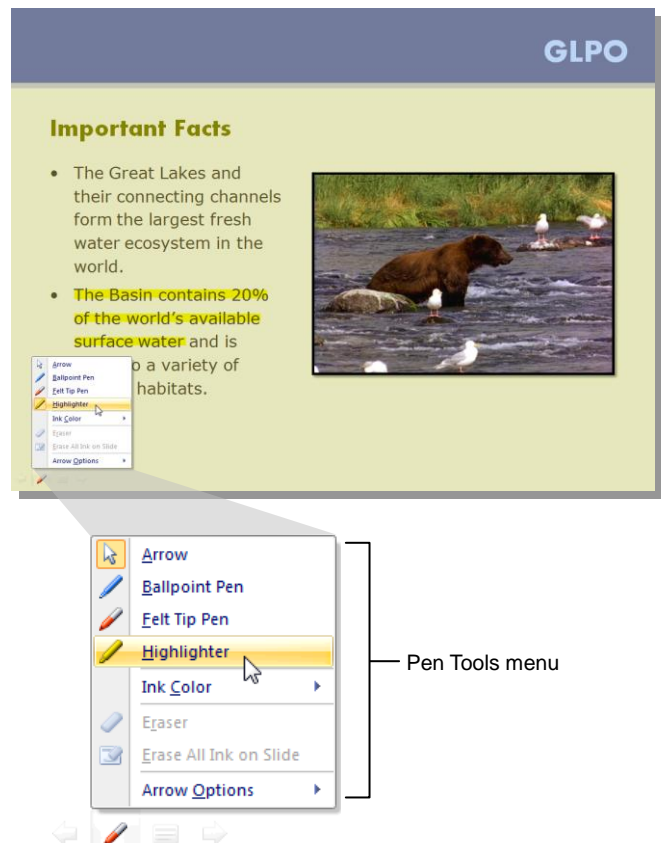 GLPO
Important Facts
• The Great Lakes and
their connecting channels
form the largest fresh
water ecosystem in the
world.
• The Basin contains 20%
of the world's available
surface water and is
o a variety of
habitats.
Arrow
Ballpoint Pen
Felt Tip Pen
Highlighter
Ink Color
Eraser
Erase All Ink on Slide
Arrow Options
Arrow
Ballpoint Pen
Felt Tip Pen
Highlighter
Ink Color
Eraser
Erase All Ink on Slide
Arrow Options
Pen Tools menu